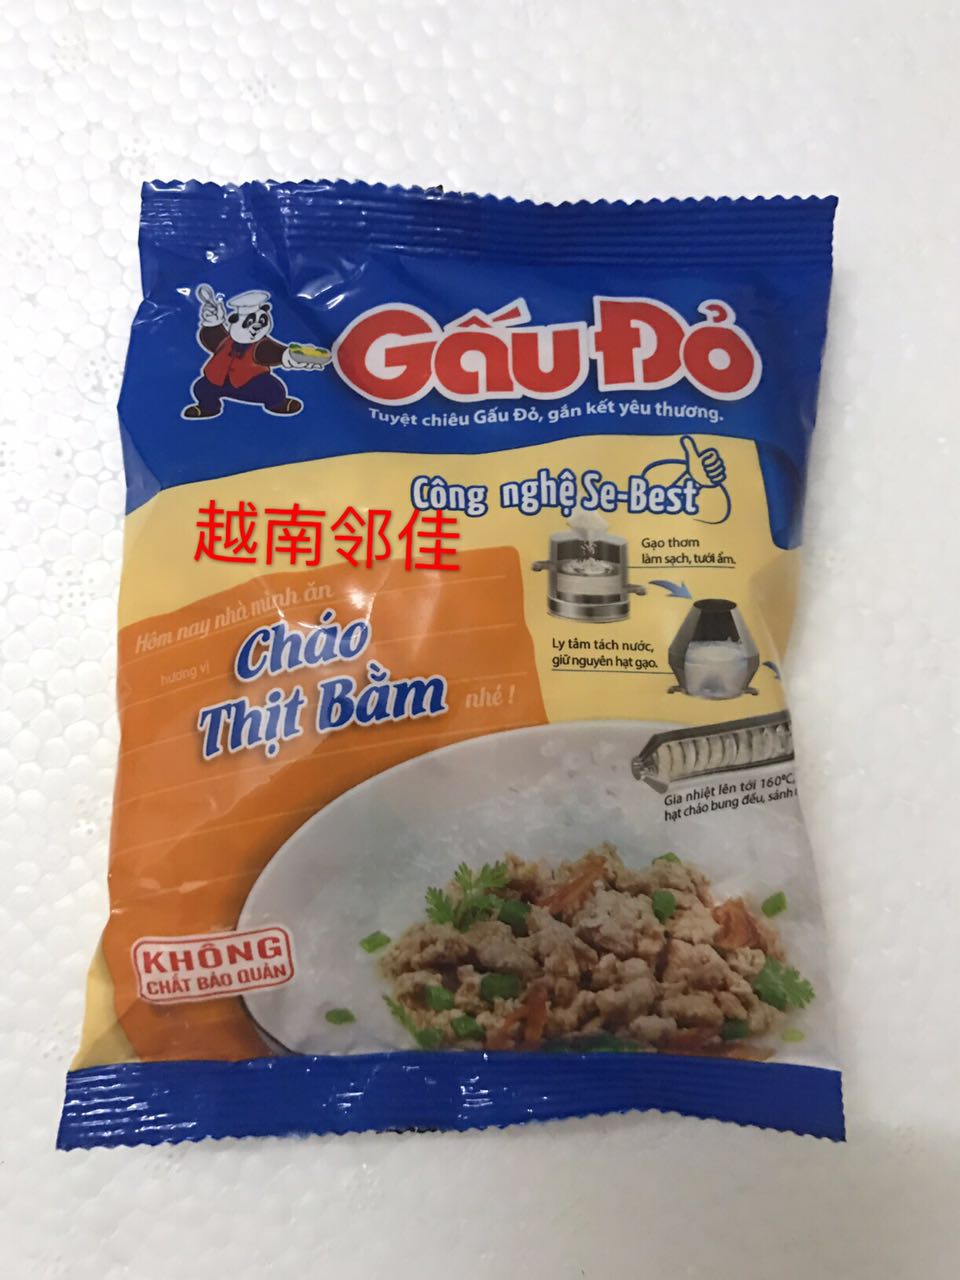 Gấu Đỏ
Tuyệt chiêu Gấu Đỏ, gắn kết yêu thương.
Công nghệ Se-Best
越南邻佳
Gạo thơm
làm sạch, tưới ẩm.
Ly tâm tách nước,
giữ nguyên hạt gạo.
Hôm nay nhà mình ăn
hương vị
Cháo
Thịt Bằm
nhé !
Gia nhiệt lên tới 160ºC,
hạt cháo bung đều, sánh
KHÔNG
CHẤT BẢO QUẢN